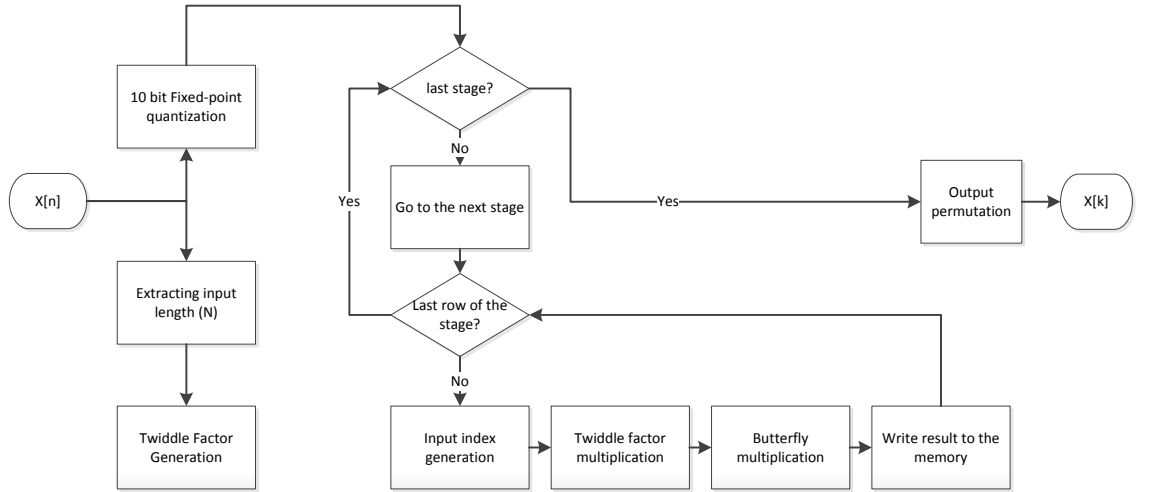 X[n]
10 bit Fixed-point
quantization
Extracting input
length (N)
Twiddle Factor
Generation
last stage?
No
Yes
Go to the next stage
Last row of the
stage?
Yes
No
Input index
generation
Twiddle factor
multiplication
Butterfly
multiplication
Write result to the
memory
Output
permutation
X[k]